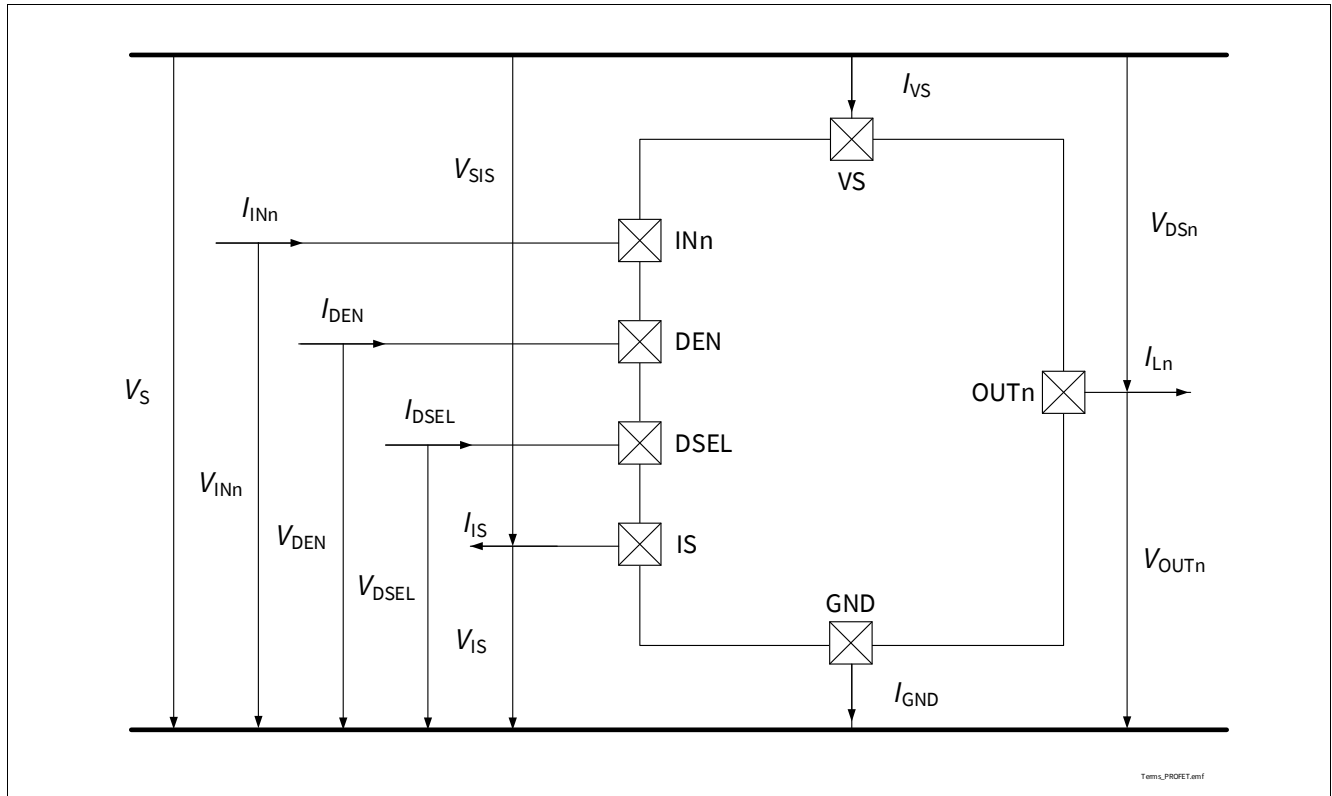 I_VS
VS
V_SIS
I_INn
INn
V_DSn
I_DEN
DEN
I_Ln
V_S
OUTn
I_DSEL
DSEL
V_INn
I_IS
IS
V_DEN
V_OUTn
V_DSEL
GND
V_IS
I_GND
Terms_PROFET.emf